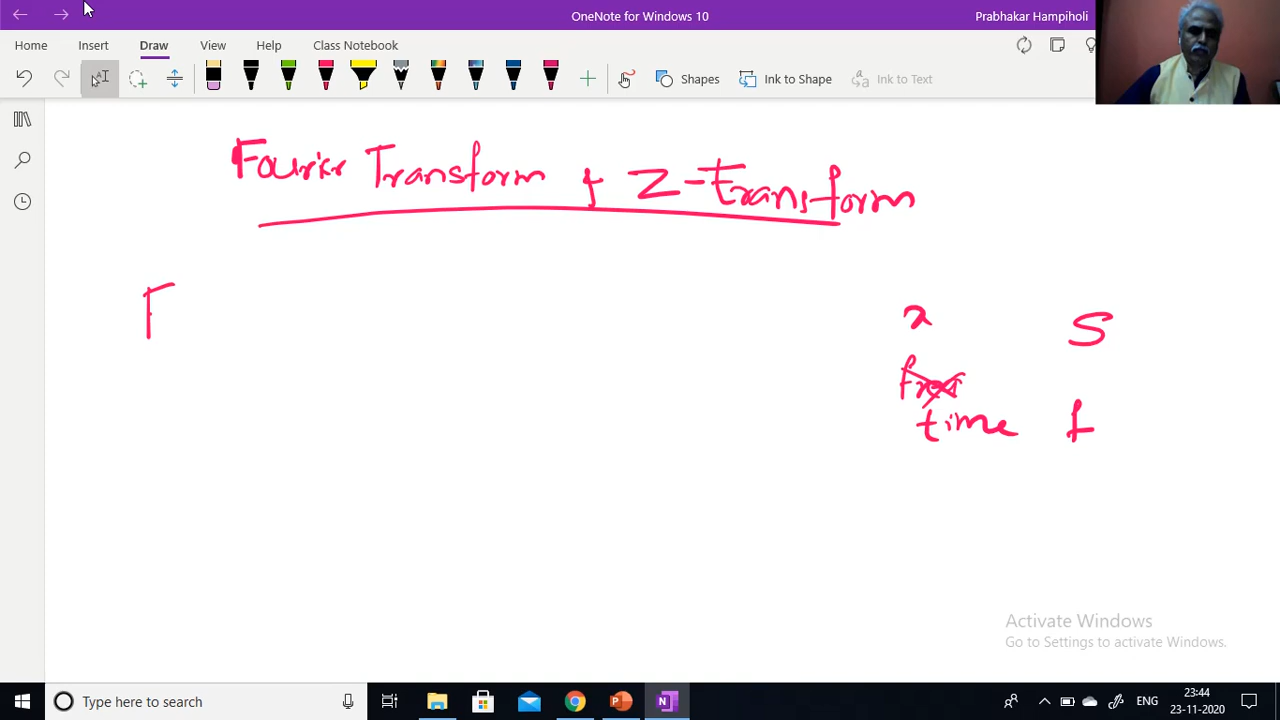 OneNote for Windows 10
Prabhakar Hampiholi
Home Insert Draw View Help Class Notebook
Shapes Ink to Shape Ink to Text
Fourier Transform & Z-transform
x S
time f
Activate Windows
Go to Settings to activate Windows.
Type here to search
ENG
23:44
23-11-2020